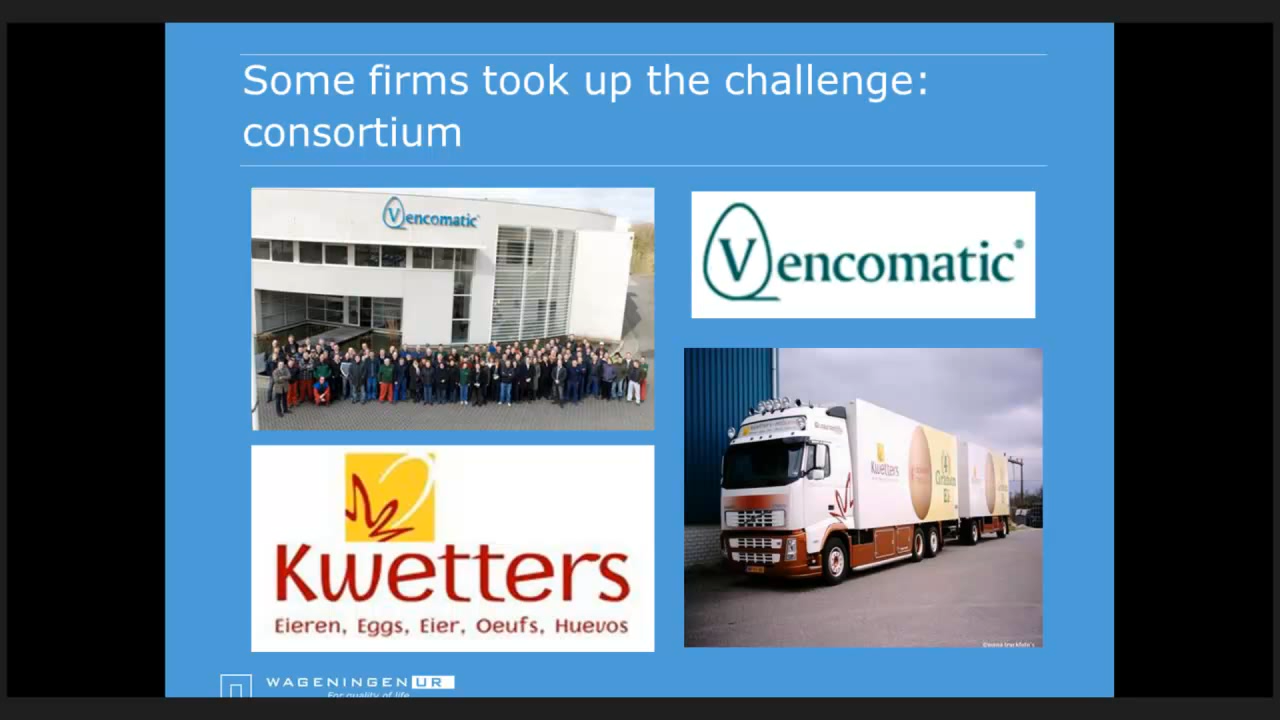 Some firms took up the challenge:
consortium
Vencomatic
Vencomatic®
Kwetters
Eieren, Eggs, Eier, Oeufs, Huevos
Kwetters
WAGENINGEN UR
For quality of life